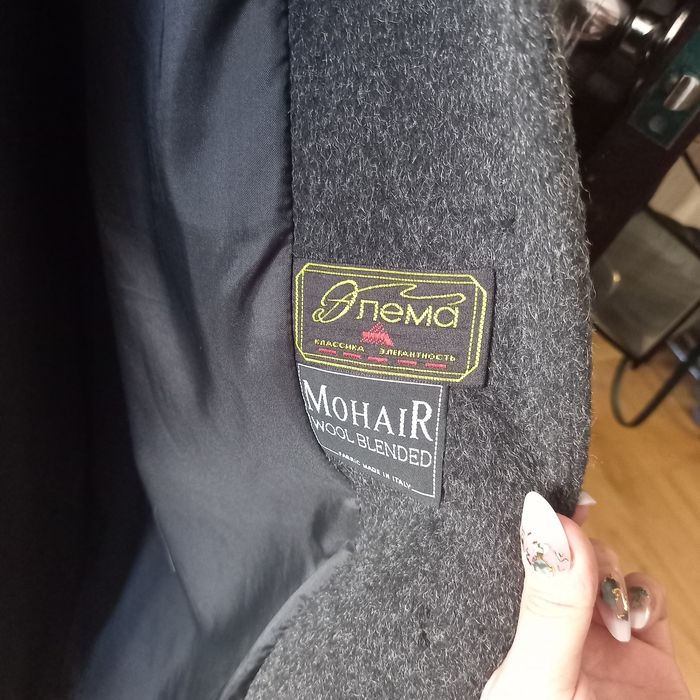 Элема
КЛАССИКА ЭЛЕГАНТНОСТЬ
MOHAIR
WOOL BLENDED
FABRIC MADE IN ITALY